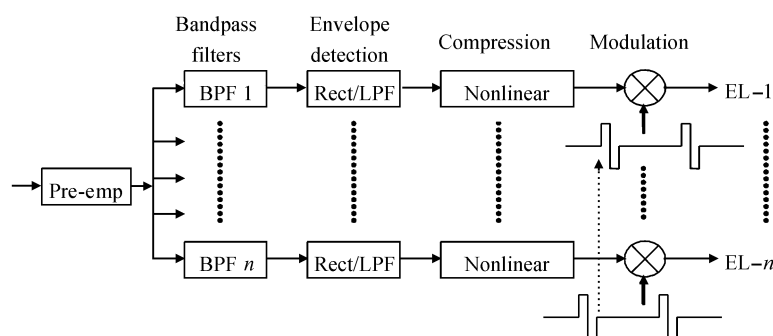 Bandpass
filters
Envelope
detection
Compression
Modulation
BPF 1
Rect/LPF
Nonlinear
EL-1
Pre-emp
BPF n
Rect/LPF
Nonlinear
EL-n